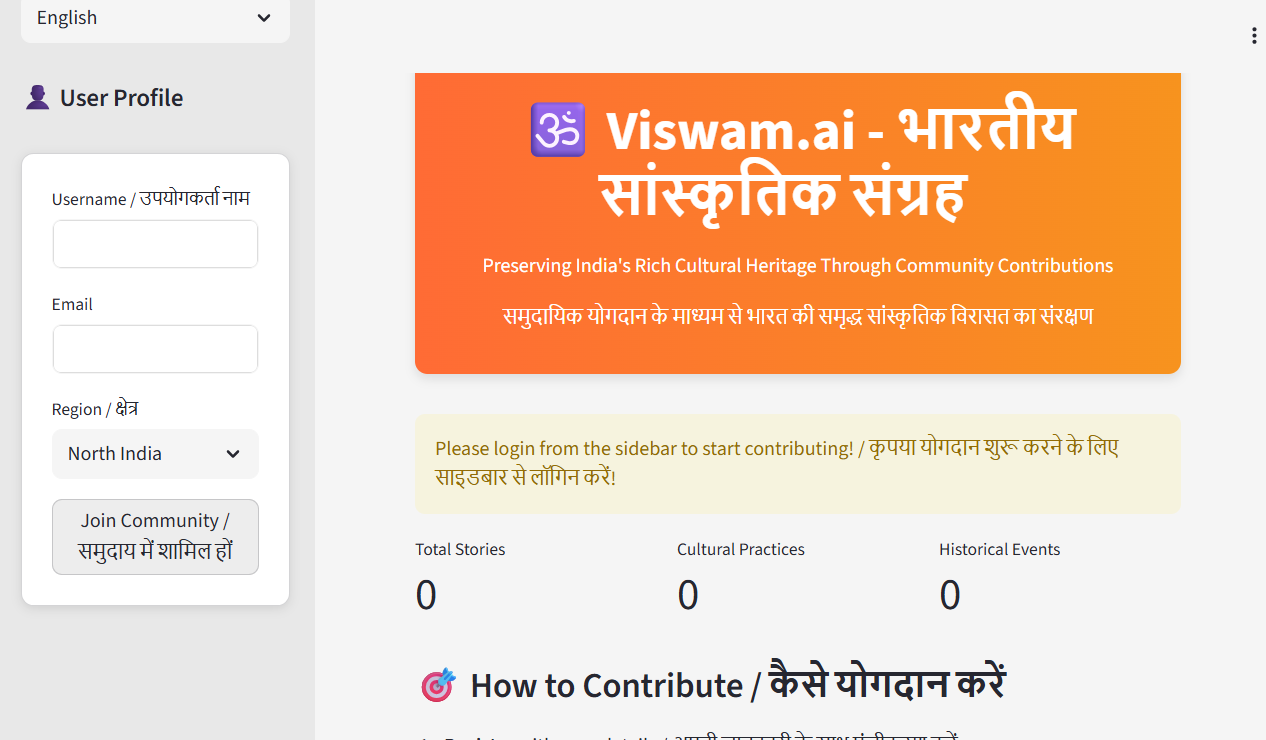 English
User Profile
Username / उपयोगकर्ता नाम
Email
Region / क्षेत्र
North India
Join Community /
समुदाय में शामिल हों
🕉️ Viswam.ai - भारतीय
सांस्कृतिक संग्रह
Preserving India's Rich Cultural Heritage Through Community Contributions
समुदायिक योगदान के माध्यम से भारत की समृद्ध सांस्कृतिक विरासत का संरक्षण
Please login from the sidebar to start contributing! / कृपया योगदान शुरू करने के लिए
साइडबार से लॉगिन करें!
Total Stories
0
Cultural Practices
0
Historical Events
0
How to Contribute / कैसे योगदान करें